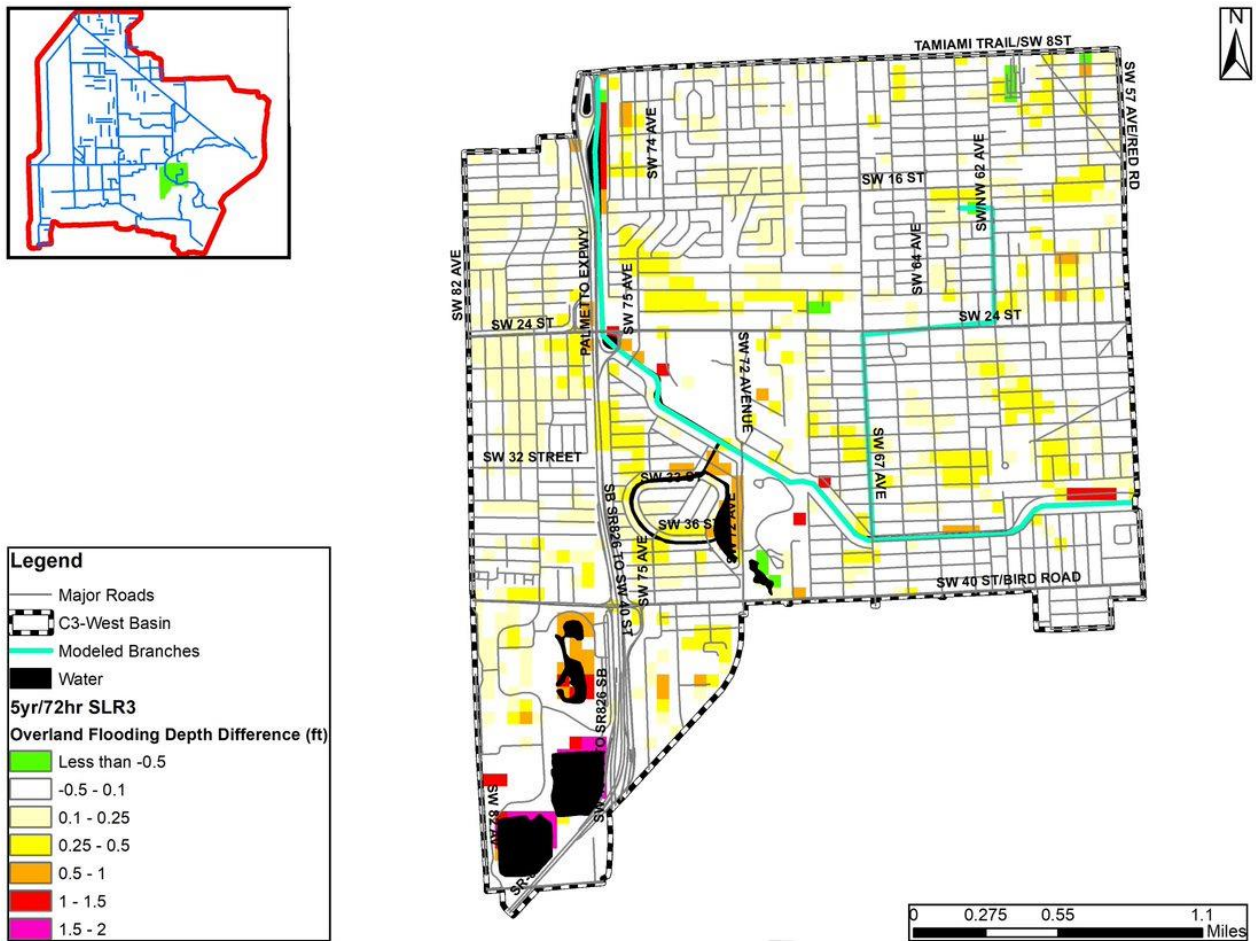 N
TAMIAMI TRAIL/SW 8ST
SW 57 AVE/RED RD
SW 74 AVE
SW/NW 62 AVE
SW 16 ST
SW 64 AVE
SW 82 AVE
PALMETTO EXPWY
SW 75 AVE
SW 24 ST
SW 24 ST
SW 72 AVENUE
SW 67 AVE
SW 32 STREET
SW 33 ST
SB SR826 TO SW 40 ST
SW 36 ST
SW 72 AVE
SW 75 AVE
SW 40 ST/BIRD ROAD
TO SR826 SB
SW 82 AV
Legend
Major Roads
C3-West Basin
Modeled Branches
Water
5yr/72hr SLR3
Overland Flooding Depth Difference (ft)
Less than -0.5
-0.5 - 0.1
0.1 - 0.25
0.25 - 0.5
0.5 - 1
1 - 1.5
1.5 - 2
0 0.275 0.55 1.1
Miles